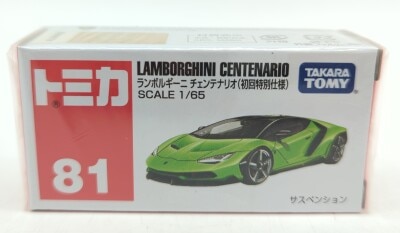 トミカ
81
LAMBORGHINI CENTENARIO
ランボルギーニ チェンテナリオ(初回特別仕様)
SCALE 1/65
TAKARA
TOMY
サスペンション